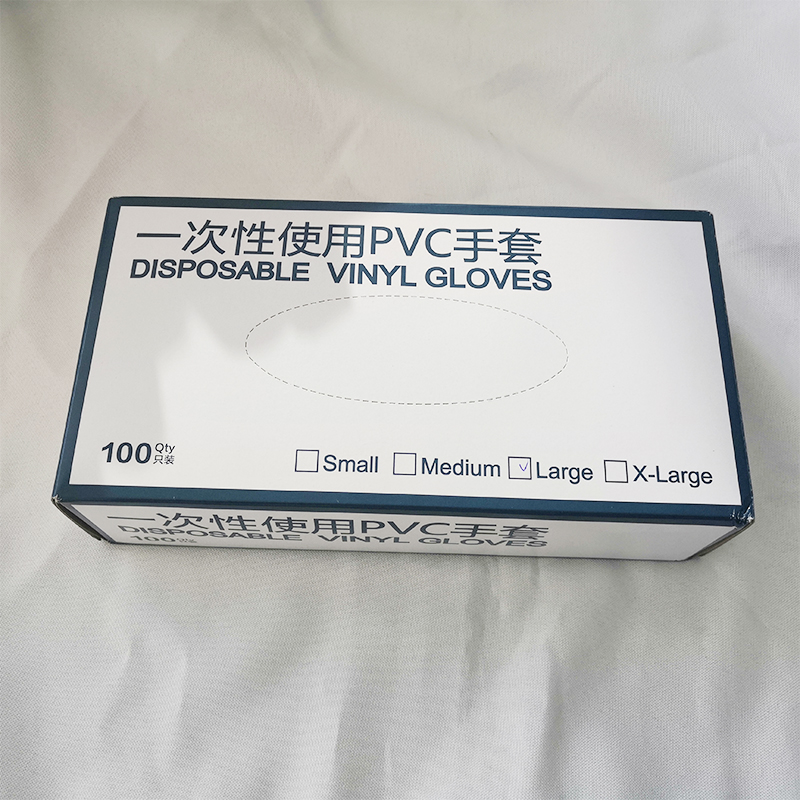 一次性使用PVC手套
DISPOSABLE VINYL GLOVES
100 Qty
只装
Small Medium Large X-Large
一次性使用PVC手套
DISPOSABLE VINYL GLOVES
100